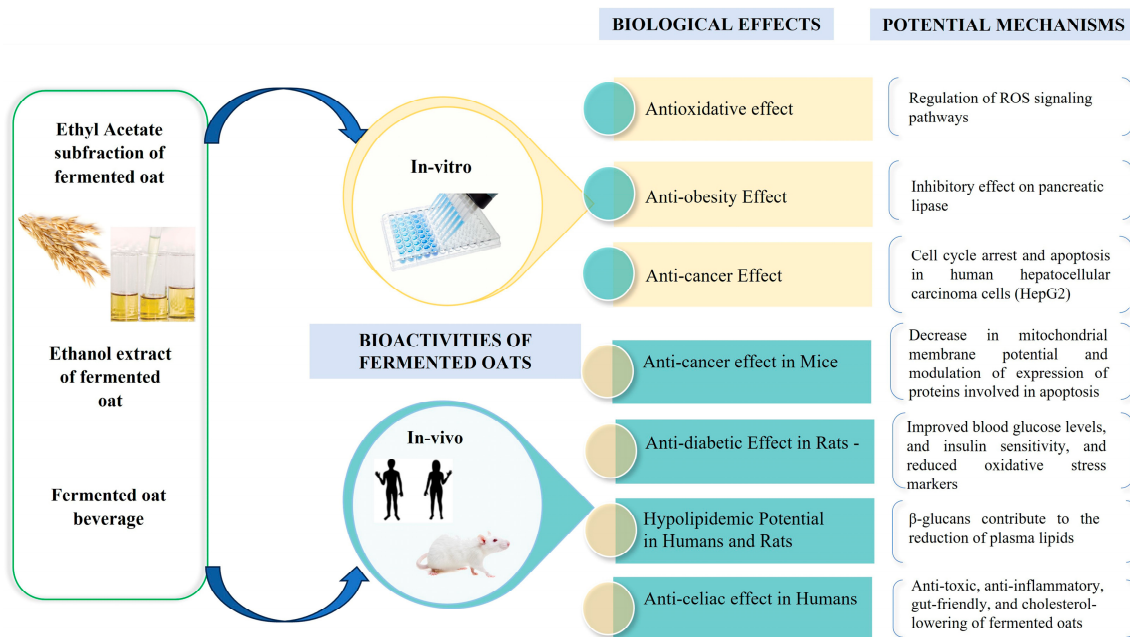 BIOLOGICAL EFFECTS
POTENTIAL MECHANISMS
Ethyl Acetate
subfraction of
fermented oat
Ethanol extract
of fermented
oat
Fermented oat
beverage
In-vitro
BIOACTIVITIES OF
FERMENTED OATS
In-vivo
Antioxidative effect
Regulation of ROS signaling
pathways
Anti-obesity Effect
Inhibitory effect on pancreatic
lipase
Anti-cancer Effect
Cell cycle arrest and apoptosis
in human hepatocellular
carcinoma cells (HepG2)
Anti-cancer effect in Mice
Decrease in mitochondrial
membrane potential and
modulation of expression of
proteins involved in apoptosis
Anti-diabetic Effect in Rats -
Improved blood glucose levels,
and insulin sensitivity, and
reduced oxidative stress
markers
Hypolipidemic Potential
in Humans and Rats
β-glucans contribute to the
reduction of plasma lipids
Anti-celiac effect in Humans
Anti-toxic, anti-inflammatory,
gut-friendly, and cholesterol-
lowering of fermented oats